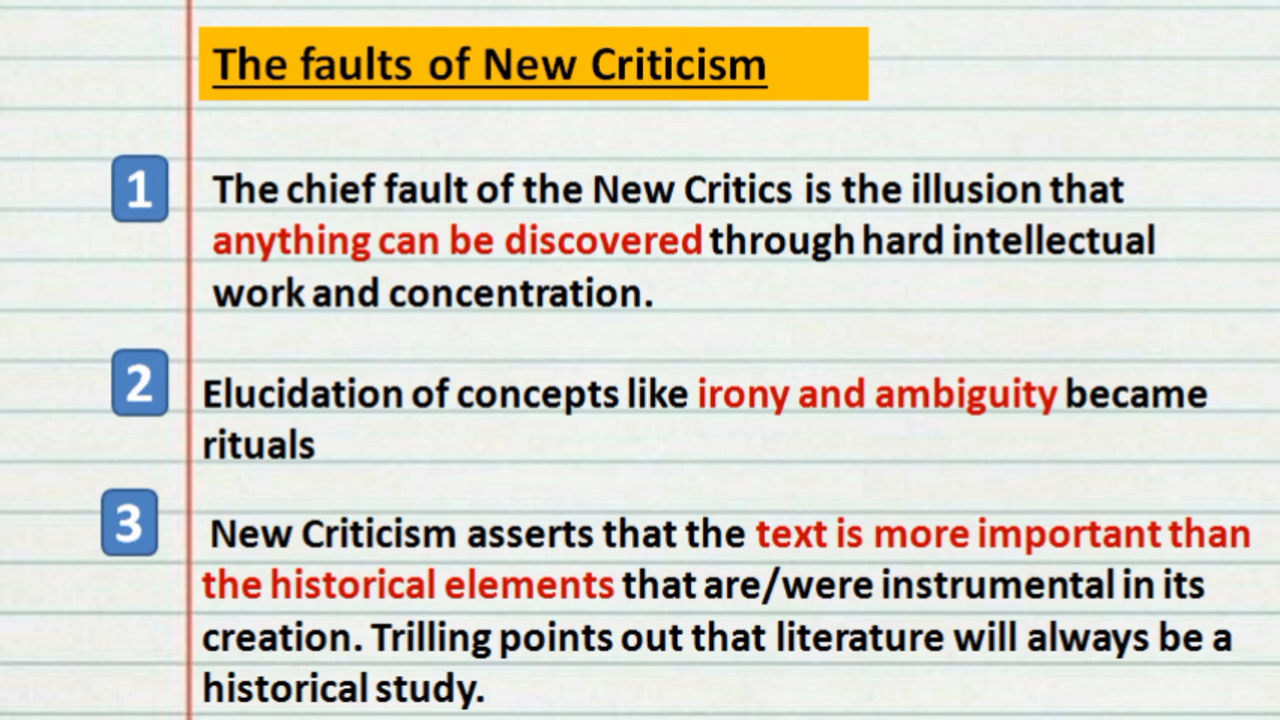 The faults of New Criticism
1
The chief fault of the New Critics is the illusion that
anything can be discovered through hard intellectual
work and concentration.
2
Elucidation of concepts like irony and ambiguity became
rituals
3
New Criticism asserts that the text is more important than
the historical elements that are/were instrumental in its
creation. Trilling points out that literature will always be a
historical study.